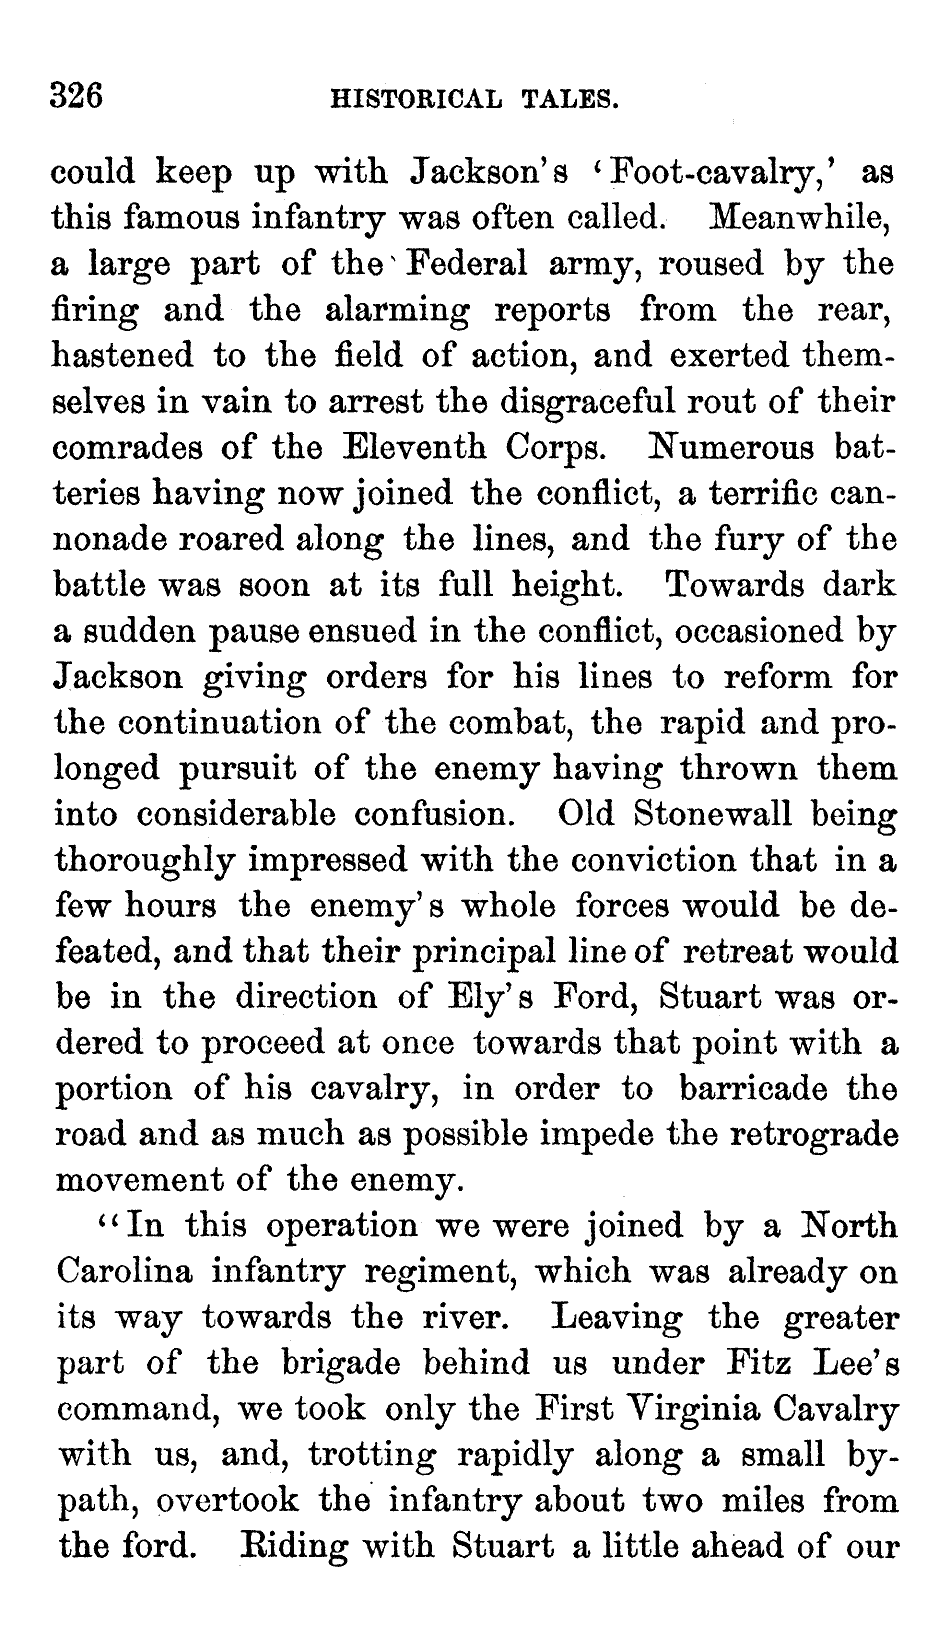 326 HISTORICAL TALES.
could keep up with Jackson's ‘Foot-cavalry,’ as
this famous infantry was often called. Meanwhile,
a large part of the Federal army, roused by the
firing and the alarming reports from the rear,
hastened to the field of action, and exerted them-
selves in vain to arrest the disgraceful rout of their
comrades of the Eleventh Corps. Numerous bat-
teries having now joined the conflict, a terrific can-
nonade roared along the lines, and the fury of the
battle was soon at its full height. Towards dark
a sudden pause ensued in the conflict, occasioned by
Jackson giving orders for his lines to reform for
the continuation of the combat, the rapid and pro-
longed pursuit of the enemy having thrown them
into considerable confusion. Old Stonewall being
thoroughly impressed with the conviction that in a
few hours the enemy's whole forces would be de-
feated, and that their principal line of retreat would
be in the direction of Ely's Ford, Stuart was or-
dered to proceed at once towards that point with a
portion of his cavalry, in order to barricade the
road and as much as possible impede the retrograde
movement of the enemy.
“In this operation we were joined by a North
Carolina infantry regiment, which was already on
its way towards the river. Leaving the greater
part of the brigade behind us under Fitz Lee's
command, we took only the First Virginia Cavalry
with us, and, trotting rapidly along a small by-
path, overtook the infantry about two miles from
the ford. Riding with Stuart a little ahead of our